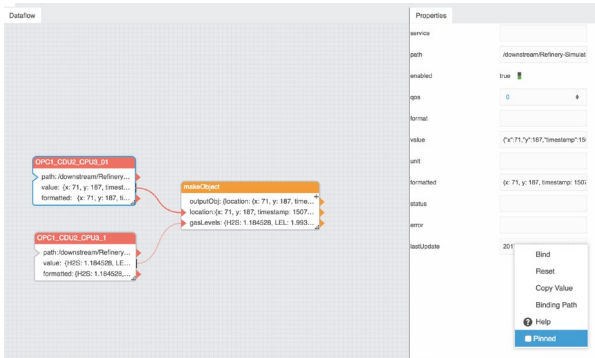 Dataflow
OPC1_CDU2_CPU3_01
path:/downstream/Refinery...
value: {x: 71, y: 187, timest...
formatted: {x: 71, y: 187, ti...
makeObject
outputObj: {location: {x: 71, y: 187, time...
location:{x: 71, y: 187, timestamp: 1507...
gasLevels: {H2S: 1.184528, LEL: 1.993...
OPC1_CDU2_CPU3_1
path:/downstream/Refinery...
value: {H2S: 1.184528, LE...
formatted: {H2S: 1.184528,...
Properties
service
path /downstream/Refinery-Simulat
enabled true
qos 0
format
value {"x":71,"y":187,"timestamp":15
unit
formatted {x: 71, y: 187, timestamp: 1507
status
error
lastUpdate 201
Bind
Reset
Copy Value
Binding Path
? Help
Pinned